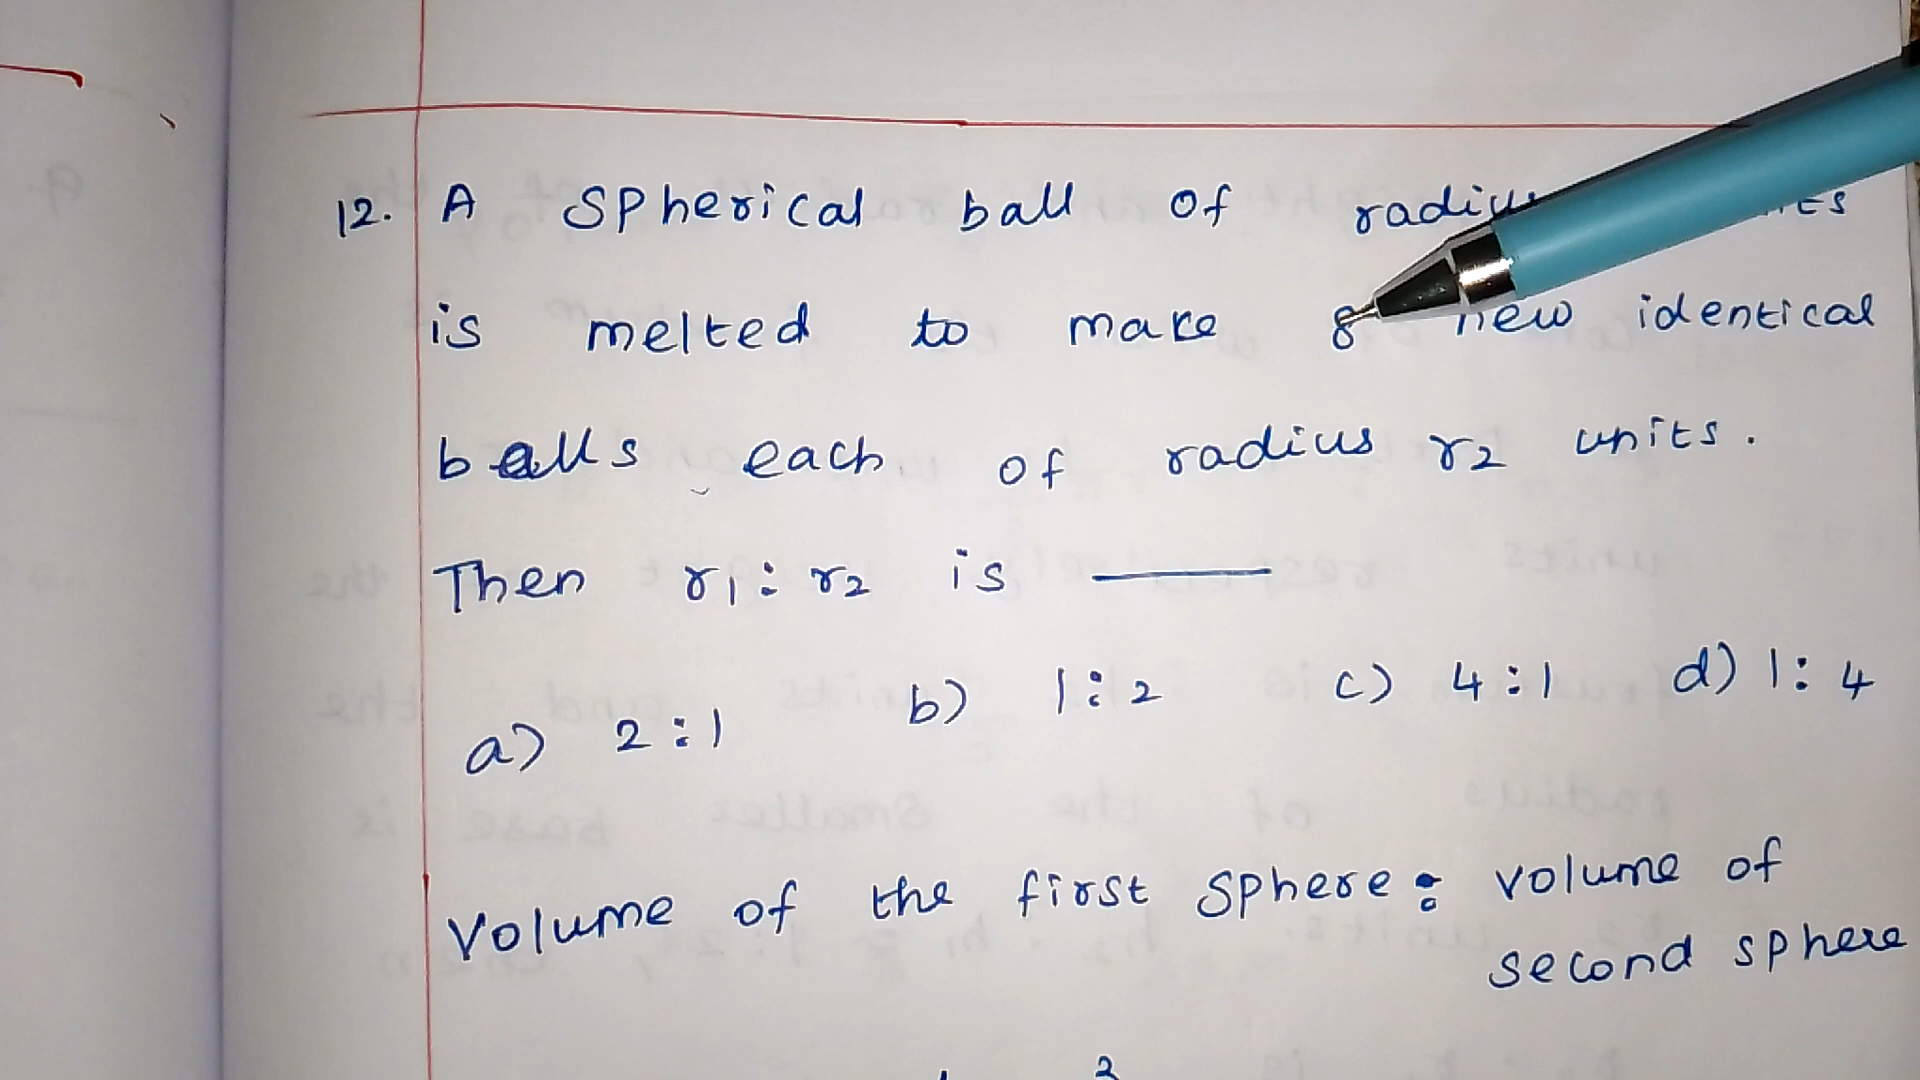 12. A Spherical ball of radius
is melted to make 8 new identical
balls each of radius r2 units.
Then r1 : r2 is ———
a) 2 : 1 b) 1 : 2 c) 4 : 1 d) 1 : 4
Volume of the first Sphere : volume of
second sphere